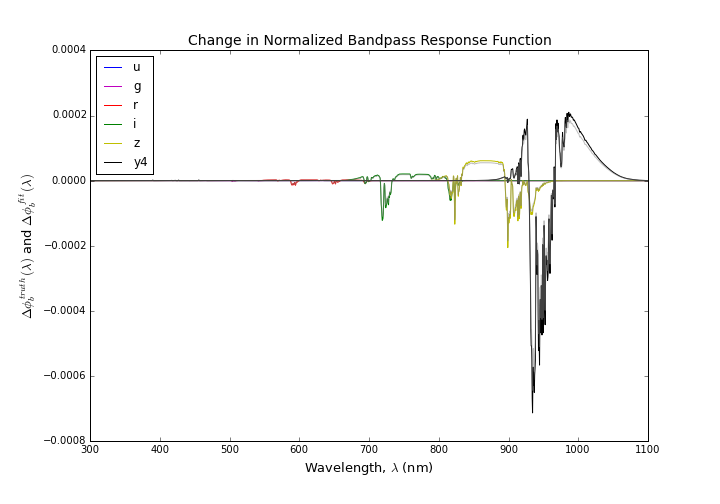 Change in Normalized Bandpass Response Function
0.0004
0.0002
0.0000
−0.0002
−0.0004
−0.0006
−0.0008
Δϕ_b^truth(λ) and Δϕ_b^fit(λ)
u
g
r
i
z
y4
300 400 500 600 700 800 900 1000 1100
Wavelength, λ (nm)